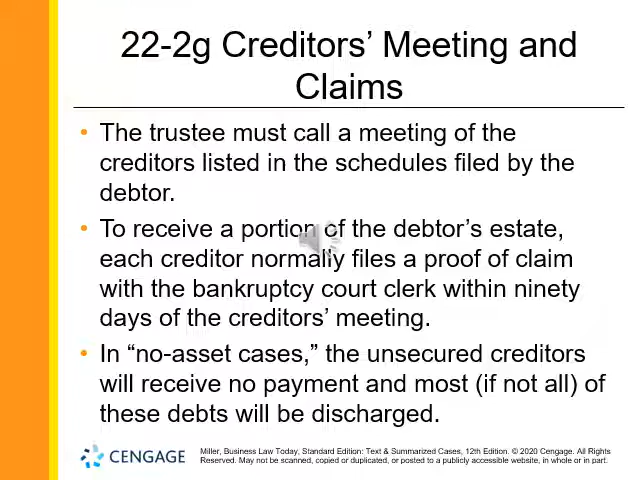 22-2g Creditors’ Meeting and
Claims
• The trustee must call a meeting of the
creditors listed in the schedules filed by the
debtor.
• To receive a portion of the debtor’s estate,
each creditor normally files a proof of claim
with the bankruptcy court clerk within ninety
days of the creditors’ meeting.
• In “no-asset cases,” the unsecured creditors
will receive no payment and most (if not all) of
these debts will be discharged.
CENGAGE
Miller, Business Law Today, Standard Edition: Text & Summarized Cases, 12th Edition. © 2020 Cengage. All Rights
Reserved. May not be scanned, copied or duplicated, or posted to a publicly accessible website, in whole or in part.